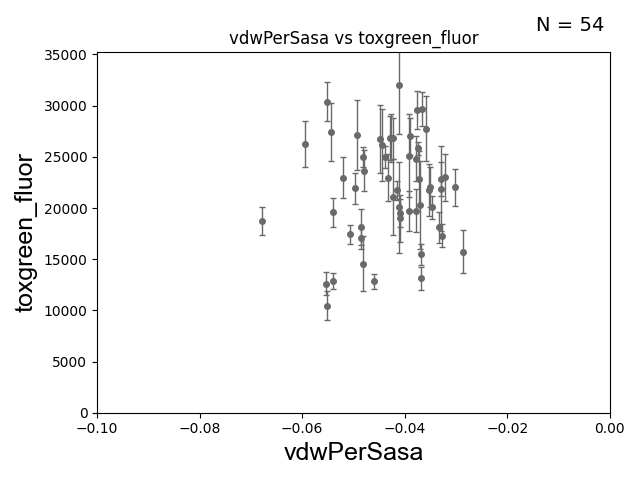 N = 54
vdwPerSasa vs toxgreen_fluor
35000
30000
25000
20000
15000
10000
5000
0
toxgreen_fluor
−0.10 −0.08 −0.06 −0.04 −0.02 0.00
vdwPerSasa